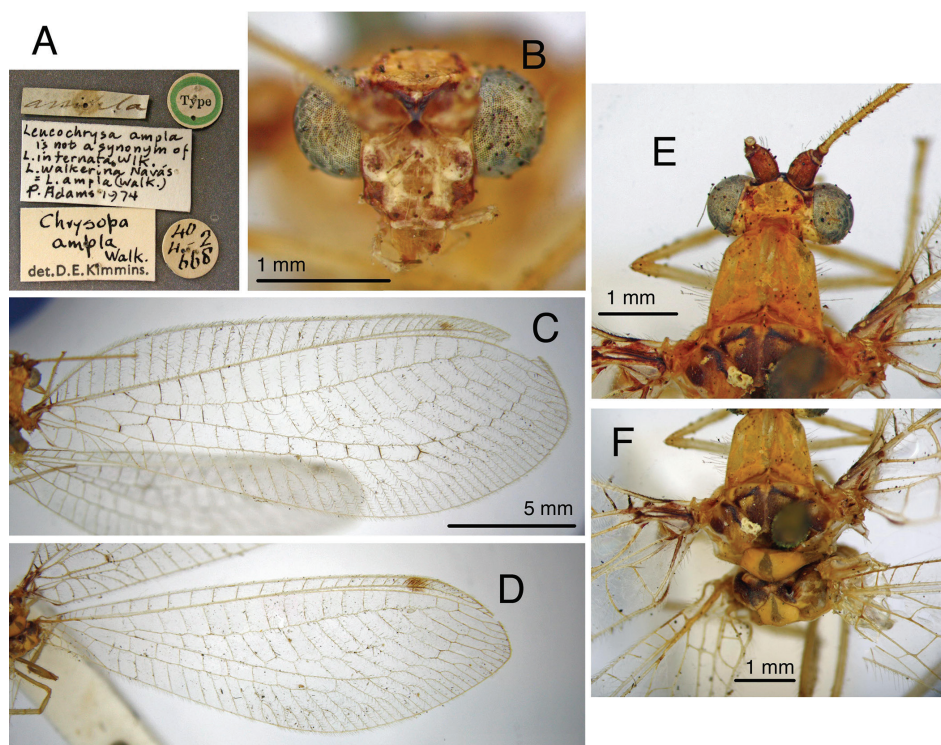 A
ampla
Type
Leucochrysa ampla
is not a synonym of
L. internata Wlk.
L. walkerina Navás
= L. ampla (Walk.)
P. Adams 1974
Chrysopa
ampla
Walk.
det. D. E. Kimmins.
40
4-2
668
B
1 mm
C
5 mm
D
E
1 mm
F
1 mm